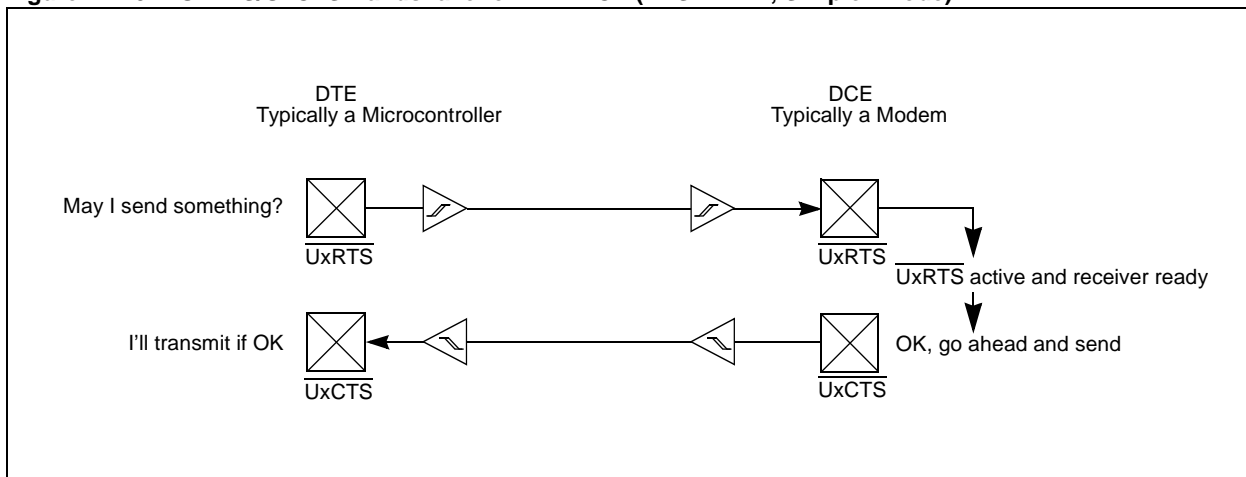 DTE
Typically a Microcontroller
DCE
Typically a Modem
May I send something?
UxRTS
UxRTS
UxRTS active and receiver ready
I'll transmit if OK
OK, go ahead and send
UxCTS
UxCTS